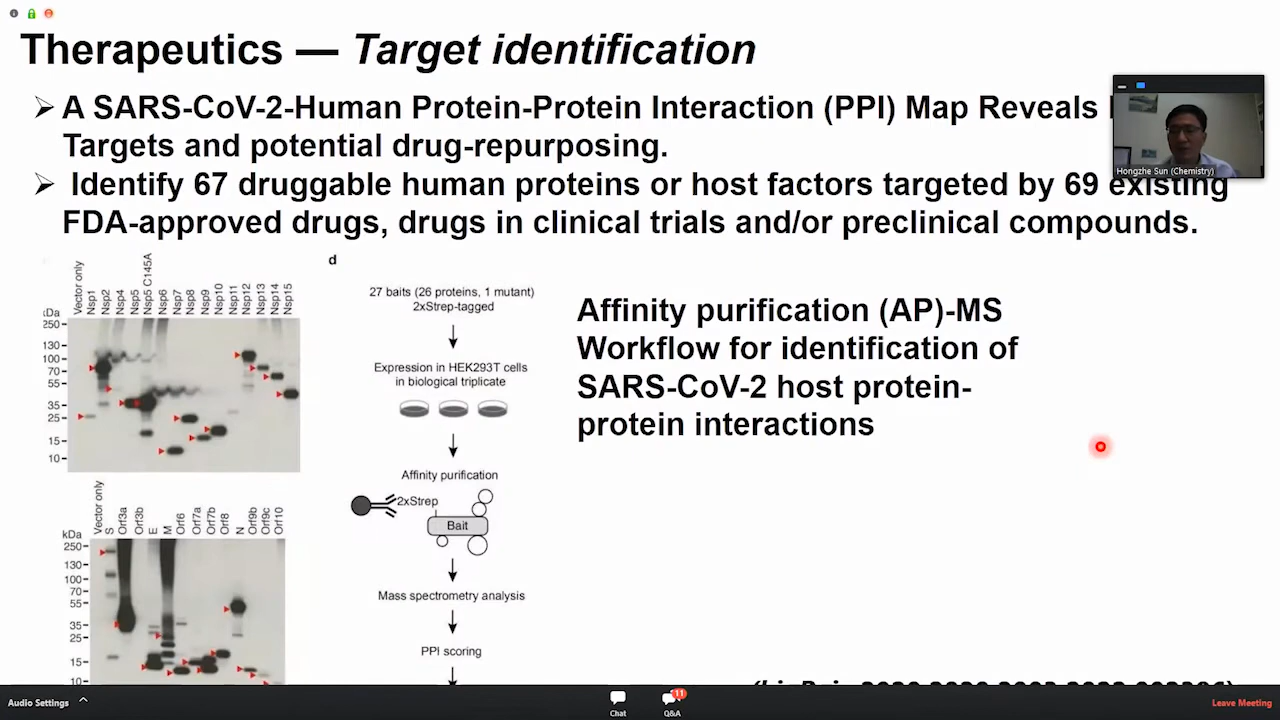 Therapeutics — Target identification
➢ A SARS-CoV-2-Human Protein-Protein Interaction (PPI) Map Reveals
Targets and potential drug-repurposing.
➢ Identify 67 druggable human proteins or host factors targeted by 69 existing
FDA-approved drugs, drugs in clinical trials and/or preclinical compounds.
Hongzhe Sun (Chemistry)
Vector only
Nsp1
Nsp2
Nsp4
Nsp5
Nsp5 C145A
Nsp6
Nsp7
Nsp8
Nsp9
Nsp10
Nsp11
Nsp12
Nsp13
Nsp14
Nsp15
kDa
250
130
100
70
55
35
25
15
10
d
27 baits (26 proteins, 1 mutant)
2xStrep-tagged
Expression in HEK293T cells
in biological triplicate
Affinity purification
2xStrep
Bait
Mass spectrometry analysis
PPI scoring
Affinity purification (AP)-MS
Workflow for identification of
SARS-CoV-2 host protein-
protein interactions
Vector only
S
Orf3a
Orf3b
E
M
Orf6
Orf7a
Orf7b
Orf8
N
Orf9b
Orf9c
Orf10
kDa
250
130
100
70
55
35
25
15
10
Audio Settings
Chat
11
Q&A
Leave Meeting